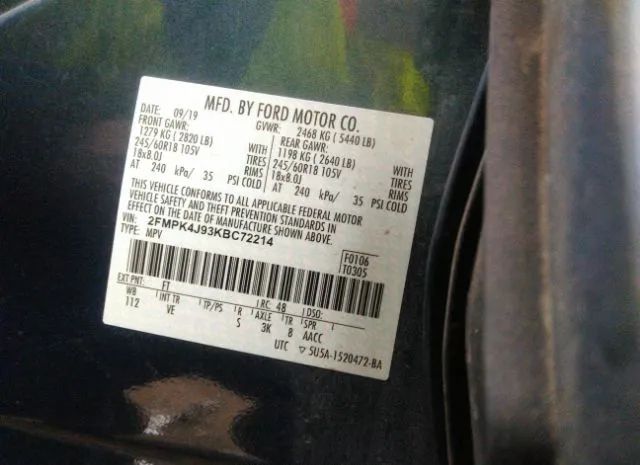 MFD. BY FORD MOTOR CO.
DATE: 09/19 GVWR: 2468 KG ( 5440 LB)
FRONT GAWR: REAR GAWR:
1279 KG ( 2820 LB) WITH 1198 KG ( 2640 LB) WITH
245/60R18 105V TIRES 245/60R18 105V TIRES
18x8.0J RIMS 18x8.0J RIMS
AT 240 kPa/ 35 PSI COLD AT 240 kPa/ 35 PSI COLD
THIS VEHICLE CONFORMS TO ALL APPLICABLE FEDERAL MOTOR
VEHICLE SAFETY AND THEFT PREVENTION STANDARDS IN
EFFECT ON THE DATE OF MANUFACTURE SHOWN ABOVE.
VIN: 2FMPK4J93KBC72214
TYPE: MPV
F0106
T0305
EXT PNT: FT RC: 48 DSO:
WB INT TR TP/PS R AXLE TR SPR
112 VE S 3K 8 AACC
UTC 5U5A-1520472-BA